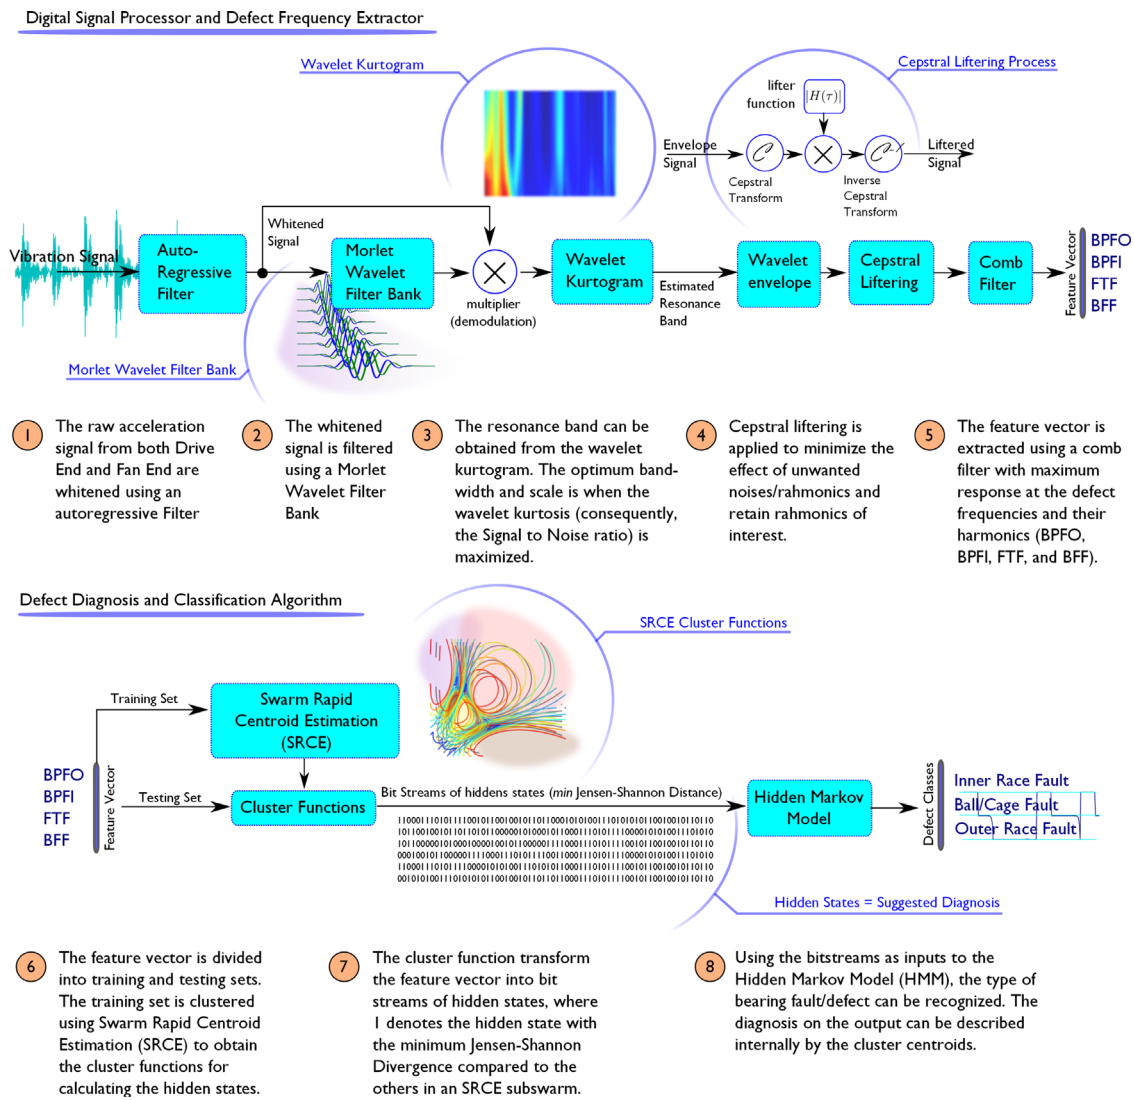 Digital Signal Processor and Defect Frequency Extractor
Wavelet Kurtogram
Cepstral Liftering Process
lifter
function
|H(τ)|
Envelope
Signal
Liftered
Signal
Cepstral
Transform
Inverse
Cepstral
Transform
Vibration Signal
Auto-
Regressive
Filter
Whitened
Signal
Morlet
Wavelet
Filter Bank
multiplier
(demodulation)
Wavelet
Kurtogram
Estimated
Resonance
Band
Wavelet
envelope
Cepstral
Liftering
Comb
Filter
Feature Vector
BPFO
BPFI
FTF
BFF
Morlet Wavelet Filter Bank
1
The raw acceleration
signal from both Drive
End and Fan End are
whitened using an
autoregressive Filter
2
The whitened
signal is filtered
using a Morlet
Wavelet Filter
Bank
3
The resonance band can be
obtained from the wavelet
kurtogram. The optimum band-
width and scale is when the
wavelet kurtosis (consequently,
the Signal to Noise ratio) is
maximized.
4
Cepstral liftering is
applied to minimize the
effect of unwanted
noises/rahmonics and
retain rahmonics of
interest.
5
The feature vector is
extracted using a comb
filter with maximum
response at the defect
frequencies and their
harmonics (BPFO,
BPFI, FTF, and BFF).
Defect Diagnosis and Classification Algorithm
SRCE Cluster Functions
Training Set
Swarm Rapid
Centroid Estimation
(SRCE)
BPFO
BPFI
FTF
BFF
Feature Vector
Testing Set
Cluster Functions
Bit Streams of hiddens states (min Jensen-Shannon Distance)
Hidden Markov
Model
Defect Classes
Inner Race Fault
Ball/Cage Fault
Outer Race Fault
Hidden States = Suggested Diagnosis
6
The feature vector is divided
into training and testing sets.
The training set is clustered
using Swarm Rapid Centroid
Estimation (SRCE) to obtain
the cluster functions for
calculating the hidden states.
7
The cluster function transform
the feature vector into bit
streams of hidden states, where
1 denotes the hidden state with
the minimum Jensen-Shannon
Divergence compared to the
others in an SRCE subswarm.
8
Using the bitstreams as inputs to the
Hidden Markov Model (HMM), the type of
bearing fault/defect can be recognized. The
diagnosis on the output can be described
internally by the cluster centroids.